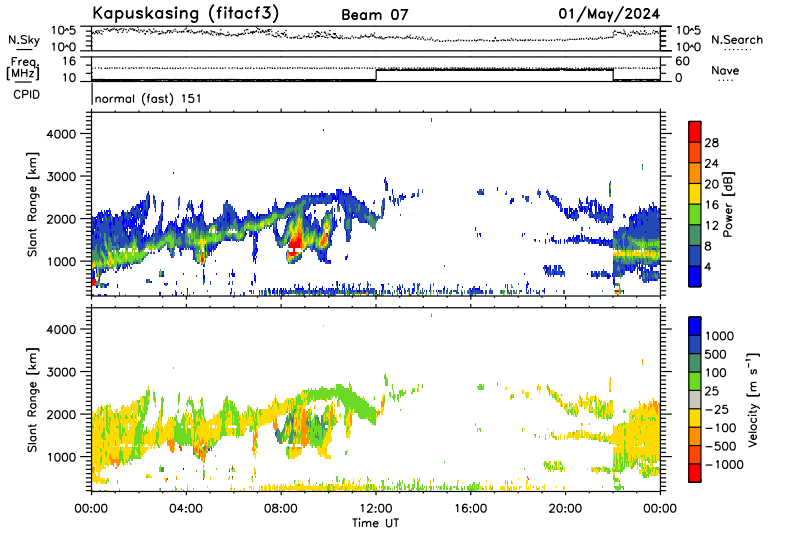 Kapuskasing (fitacf3) Beam 07 01/May/2024
N.Sky 10^5 10^0 10^5 10^0 N.Search
Freq. [MHz] 16 10 60 0 Nave
CPID normal (fast) 151
Slant Range [km] 4000 3000 2000 1000
28 24 20 16 12 8 4 Power [dB]
Slant Range [km] 4000 3000 2000 1000
1000 500 100 25 −25 −100 −500 −1000 Velocity [m s⁻¹]
00:00 04:00 08:00 12:00 16:00 20:00 00:00
Time UT